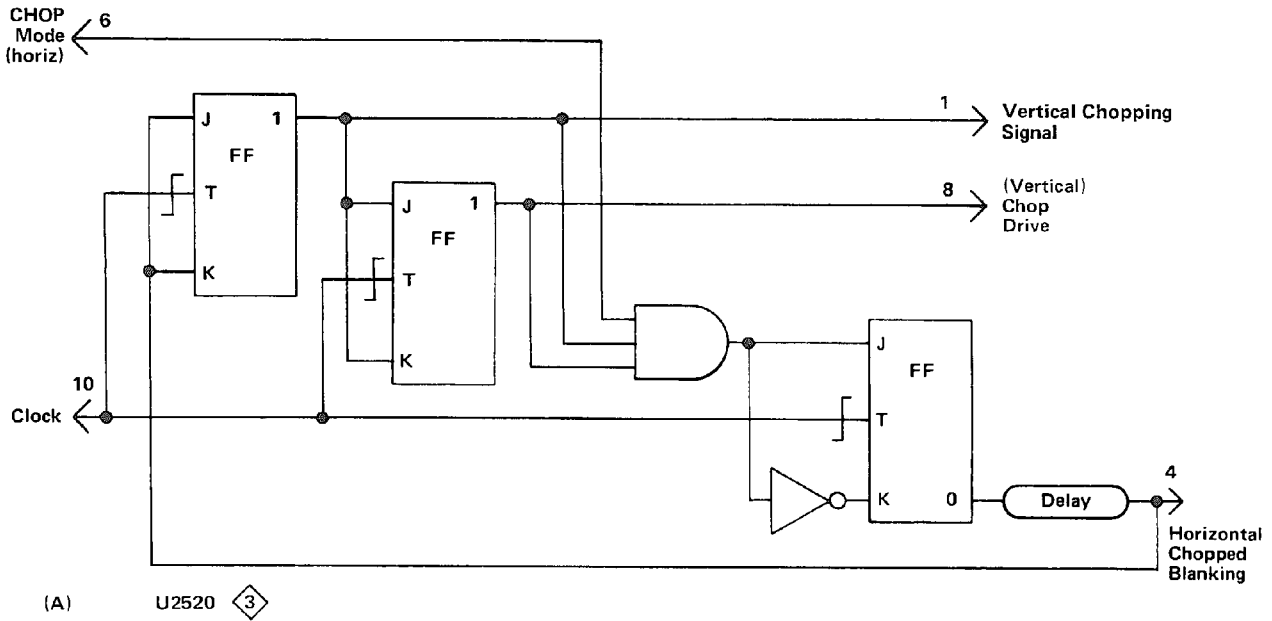 CHOP
Mode
(horiz)
6
J
1
FF
T
K
1
Vertical Chopping
Signal
J
1
FF
T
K
8
(Vertical)
Chop
Drive
10
Clock
J
FF
T
K
0
Delay
4
Horizontal
Chopped
Blanking
(A)
U2520
3